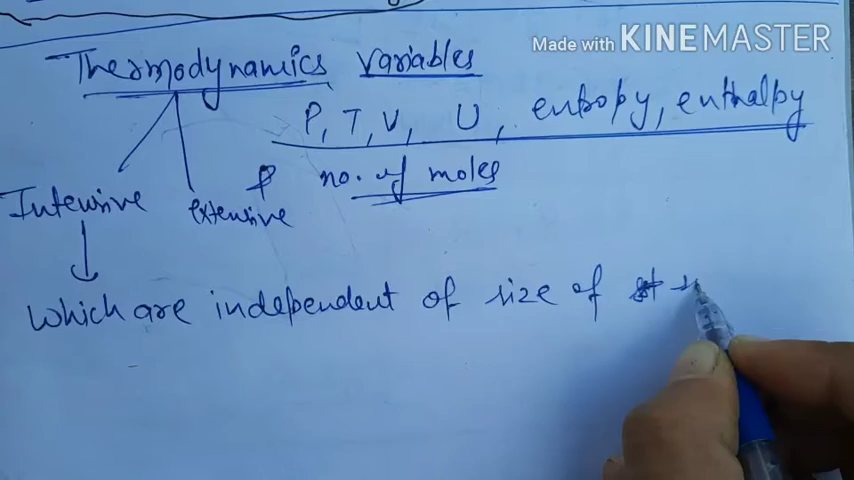 Made with KINEMASTER
Thermodynamics Variables
P, T, V, U, entropy, enthalpy
no. of moles
Intensive extensive
Which are independent of size of